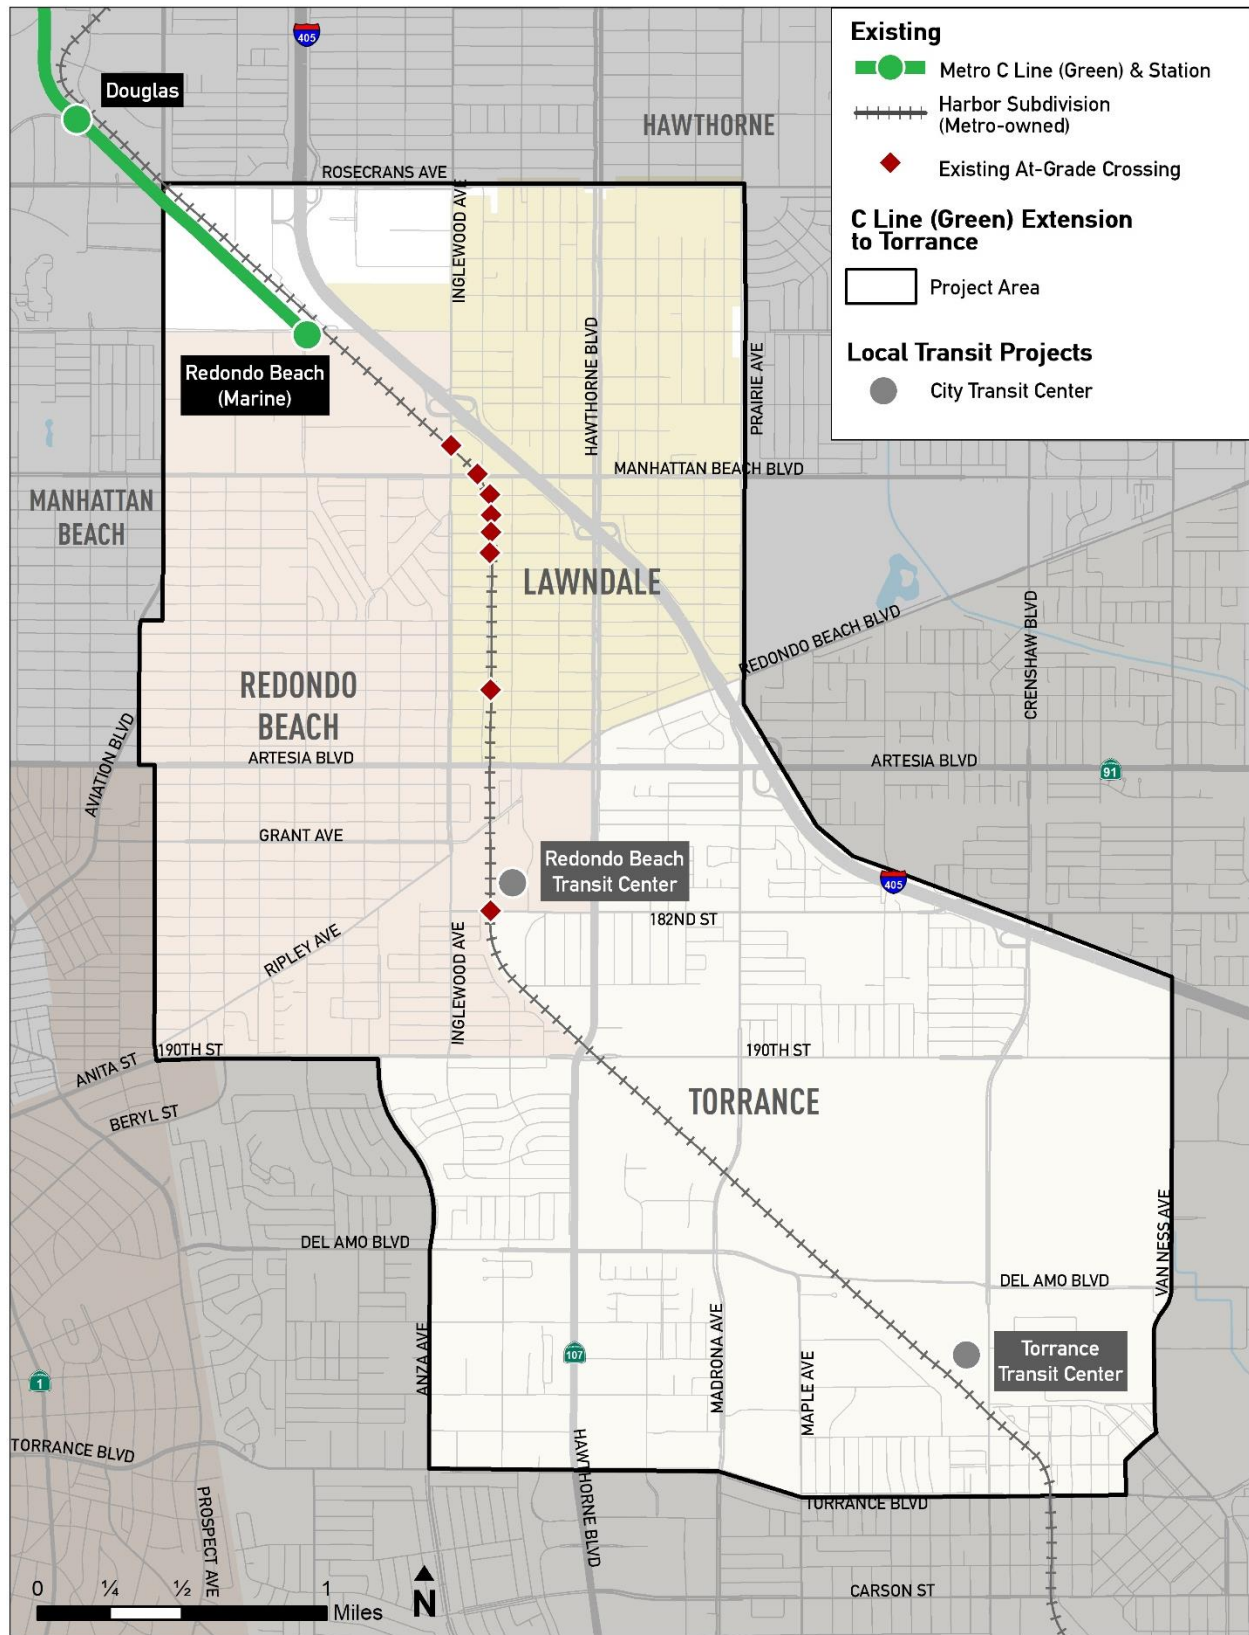 405
Existing
Metro C Line (Green) & Station
Harbor Subdivision
(Metro-owned)
Existing At-Grade Crossing
C Line (Green) Extension
to Torrance
Project Area
Local Transit Projects
City Transit Center
Douglas
HAWTHORNE
ROSECRANS AVE
INGLEWOOD AVE
Redondo Beach
(Marine)
HAWTHORNE BLVD
PRAIRIE AVE
MANHATTAN BEACH BLVD
MANHATTAN
BEACH
LAWNDALE
REDONDO BEACH BLVD
CRENSHAW BLVD
REDONDO
BEACH
AVIATION BLVD
ARTESIA BLVD
ARTESIA BLVD
91
GRANT AVE
Redondo Beach
Transit Center
405
182ND ST
RIPLEY AVE
INGLEWOOD AVE
190TH ST
190TH ST
ANITA ST
BERYL ST
TORRANCE
DEL AMO BLVD
DEL AMO BLVD
VAN NESS AVE
ANZA AVE
107
MADRONA AVE
MAPLE AVE
Torrance
Transit Center
1
TORRANCE BLVD
HAWTHORNE BLVD
TORRANCE BLVD
PROSPECT AVE
CARSON ST
0 ¼ ½ 1
Miles
N